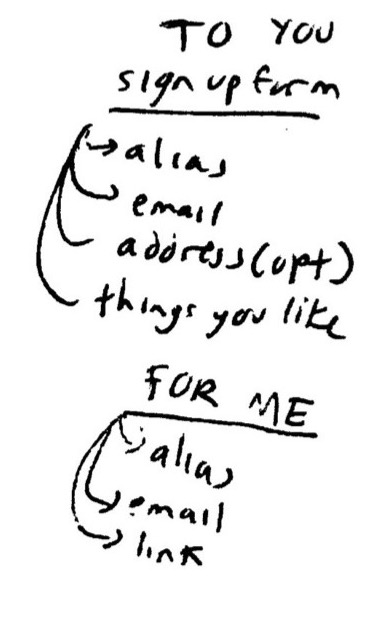 TO YOU
sign up form
alias
email
address (opt)
things you like
FOR ME
alias
email
link